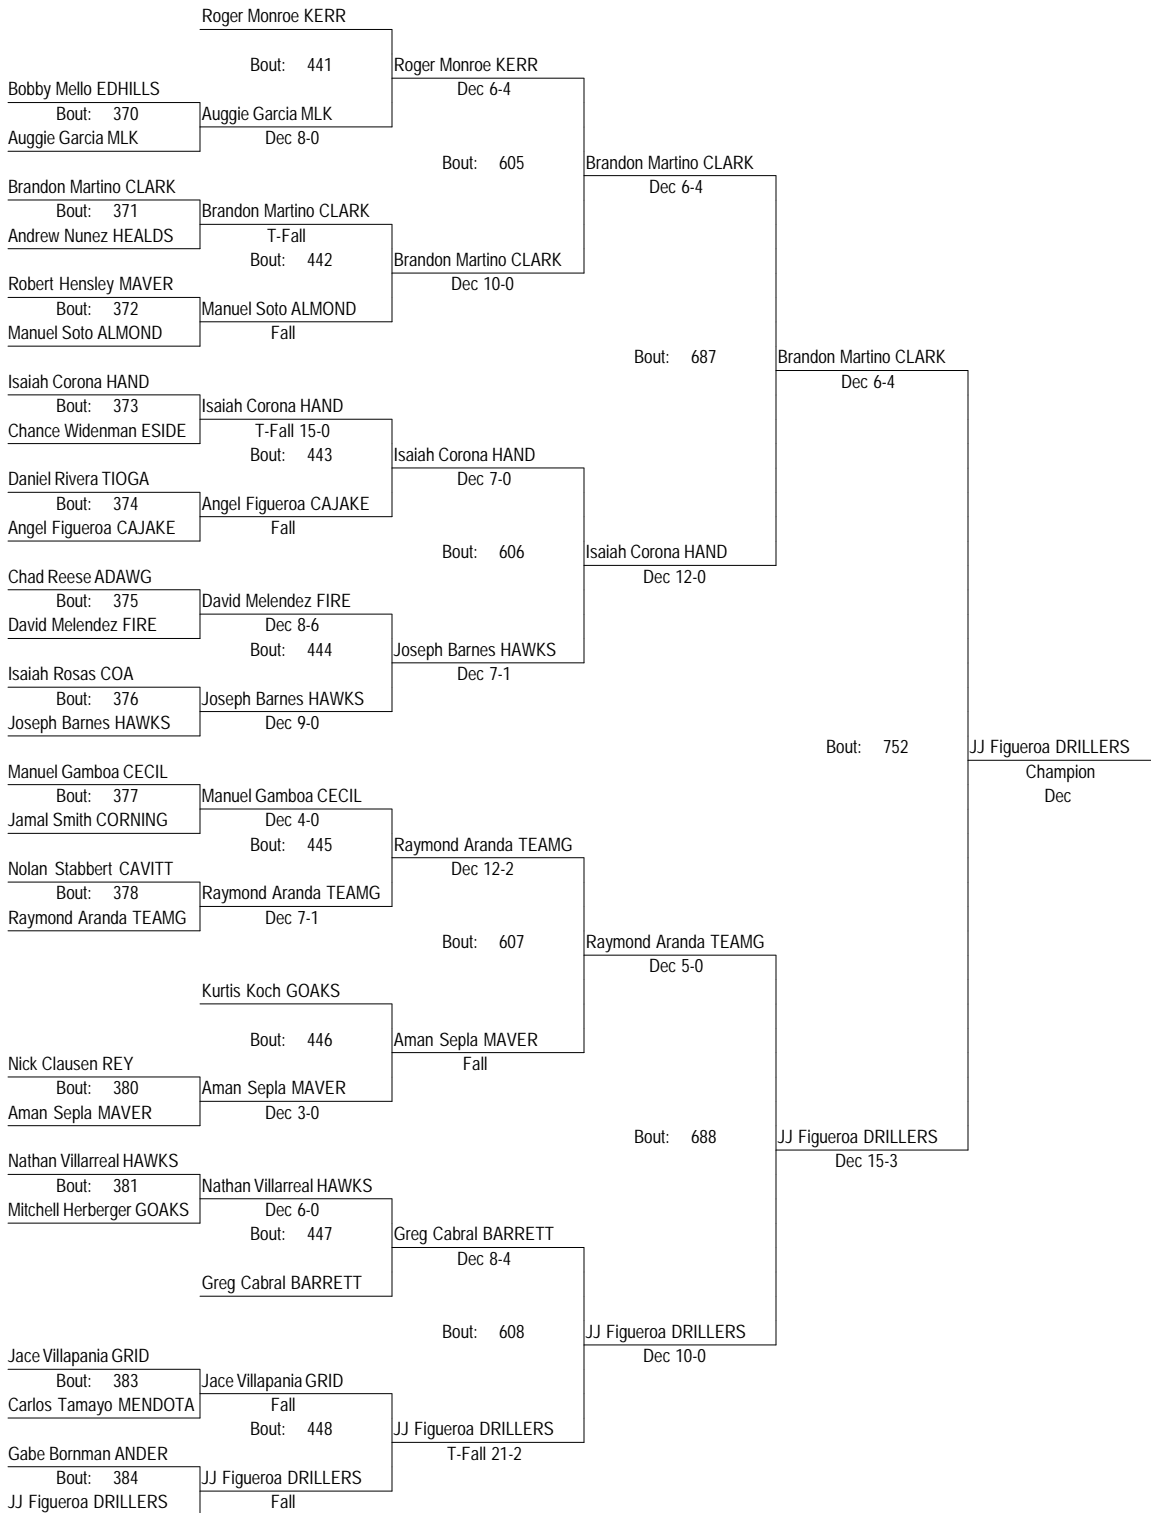 Roger Monroe KERR
Bout: 441
Roger Monroe KERR
Dec 6-4
Bobby Mello EDHILLS
Bout: 370
Auggie Garcia MLK
Auggie Garcia MLK
Dec 8-0
Bout: 605
Brandon Martino CLARK
Dec 6-4
Brandon Martino CLARK
Bout: 371
Andrew Nunez HEALDS
Brandon Martino CLARK
T-Fall
Bout: 442
Brandon Martino CLARK
Dec 10-0
Robert Hensley MAVER
Bout: 372
Manuel Soto ALMOND
Manuel Soto ALMOND
Fall
Bout: 687
Brandon Martino CLARK
Dec 6-4
Isaiah Corona HAND
Bout: 373
Chance Widenman ESIDE
Isaiah Corona HAND
T-Fall 15-0
Bout: 443
Isaiah Corona HAND
Dec 7-0
Daniel Rivera TIOGA
Bout: 374
Angel Figueroa CAJAKE
Angel Figueroa CAJAKE
Fall
Bout: 606
Isaiah Corona HAND
Dec 12-0
Chad Reese ADAWG
Bout: 375
David Melendez FIRE
David Melendez FIRE
Dec 8-6
Bout: 444
Joseph Barnes HAWKS
Dec 7-1
Isaiah Rosas COA
Bout: 376
Joseph Barnes HAWKS
Joseph Barnes HAWKS
Dec 9-0
Bout: 752
JJ Figueroa DRILLERS
Champion
Dec
Manuel Gamboa CECIL
Bout: 377
Jamal Smith CORNING
Manuel Gamboa CECIL
Dec 4-0
Bout: 445
Raymond Aranda TEAMG
Dec 12-2
Nolan Stabbert CAVITT
Bout: 378
Raymond Aranda TEAMG
Raymond Aranda TEAMG
Dec 7-1
Bout: 607
Raymond Aranda TEAMG
Dec 5-0
Kurtis Koch GOAKS
Bout: 446
Aman Sepla MAVER
Fall
Nick Clausen REY
Bout: 380
Aman Sepla MAVER
Aman Sepla MAVER
Dec 3-0
Bout: 688
JJ Figueroa DRILLERS
Dec 15-3
Nathan Villarreal HAWKS
Bout: 381
Mitchell Herberger GOAKS
Nathan Villarreal HAWKS
Dec 6-0
Bout: 447
Greg Cabral BARRETT
Dec 8-4
Greg Cabral BARRETT
Bout: 608
JJ Figueroa DRILLERS
Dec 10-0
Jace Villapania GRID
Bout: 383
Carlos Tamayo MENDOTA
Jace Villapania GRID
Fall
Bout: 448
JJ Figueroa DRILLERS
T-Fall 21-2
Gabe Bornman ANDER
Bout: 384
JJ Figueroa DRILLERS
JJ Figueroa DRILLERS
Fall